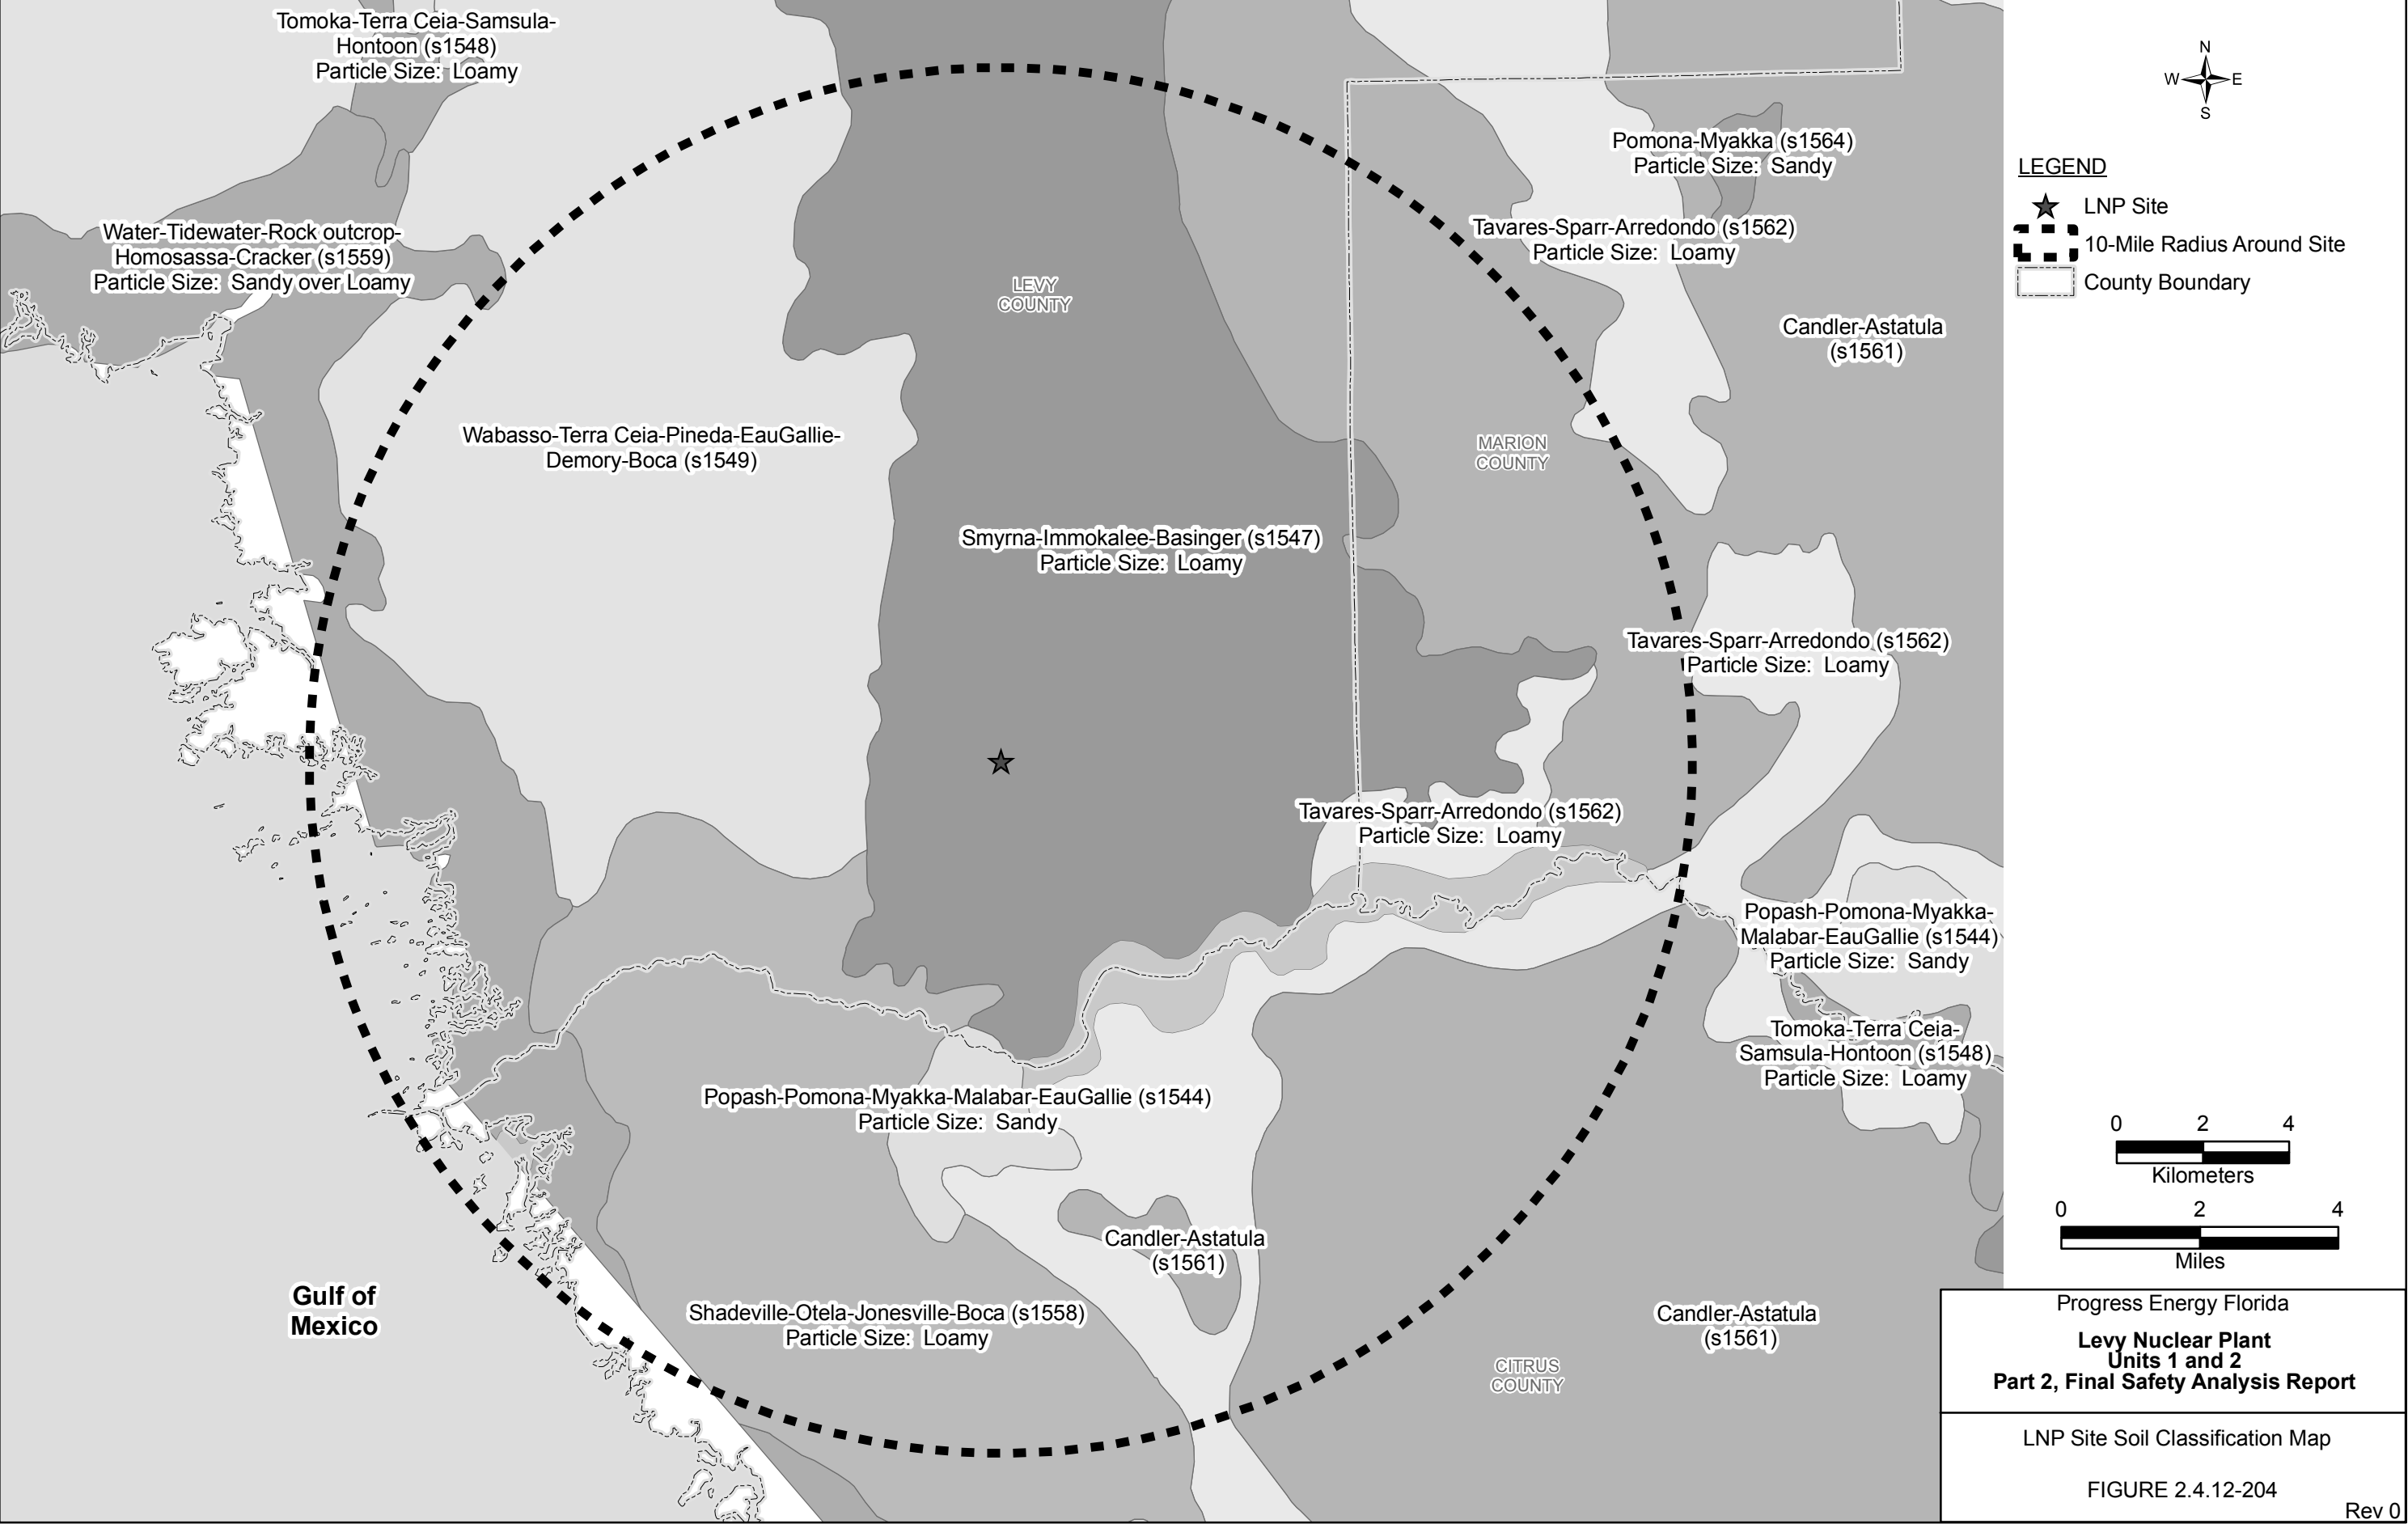 Tomoka-Terra Ceia-Samsula-
Hontoon (s1548)
Particle Size: Loamy
Water-Tidewater-Rock outcrop-
Homosassa-Cracker (s1559)
Particle Size: Sandy over Loamy
LEVY
COUNTY
Pomona-Myakka (s1564)
Particle Size: Sandy
Tavares-Sparr-Arredondo (s1562)
Particle Size: Loamy
Candler-Astatula
(s1561)
Wabasso-Terra Ceia-Pineda-EauGallie-
Demory-Boca (s1549)
MARION
COUNTY
Smyrna-Immokalee-Basinger (s1547)
Particle Size: Loamy
Tavares-Sparr-Arredondo (s1562)
Particle Size: Loamy
Tavares-Sparr-Arredondo (s1562)
Particle Size: Loamy
Popash-Pomona-Myakka-
Malabar-EauGallie (s1544)
Particle Size: Sandy
Tomoka-Terra Ceia-
Samsula-Hontoon (s1548)
Particle Size: Loamy
Popash-Pomona-Myakka-Malabar-EauGallie (s1544)
Particle Size: Sandy
Candler-Astatula
(s1561)
Gulf of
Mexico
Shadeville-Otela-Jonesville-Boca (s1558)
Particle Size: Loamy
Candler-Astatula
(s1561)
CITRUS
COUNTY
N
W E
S
LEGEND
LNP Site
10-Mile Radius Around Site
County Boundary
0 2 4
Kilometers
0 2 4
Miles
Progress Energy Florida
Levy Nuclear Plant
Units 1 and 2
Part 2, Final Safety Analysis Report
LNP Site Soil Classification Map
FIGURE 2.4.12-204
Rev 0